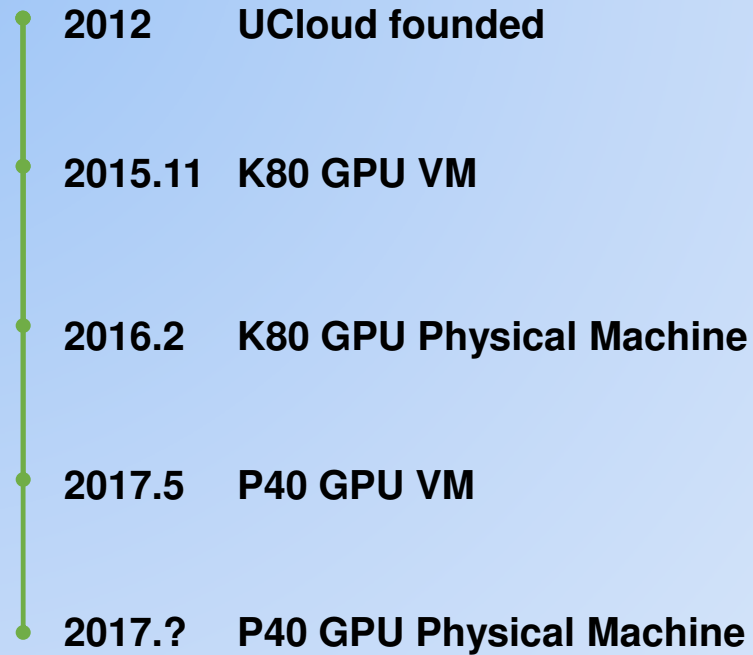 2012 UCloud founded
2015.11 K80 GPU VM
2016.2 K80 GPU Physical Machine
2017.5 P40 GPU VM
2017.? P40 GPU Physical Machine